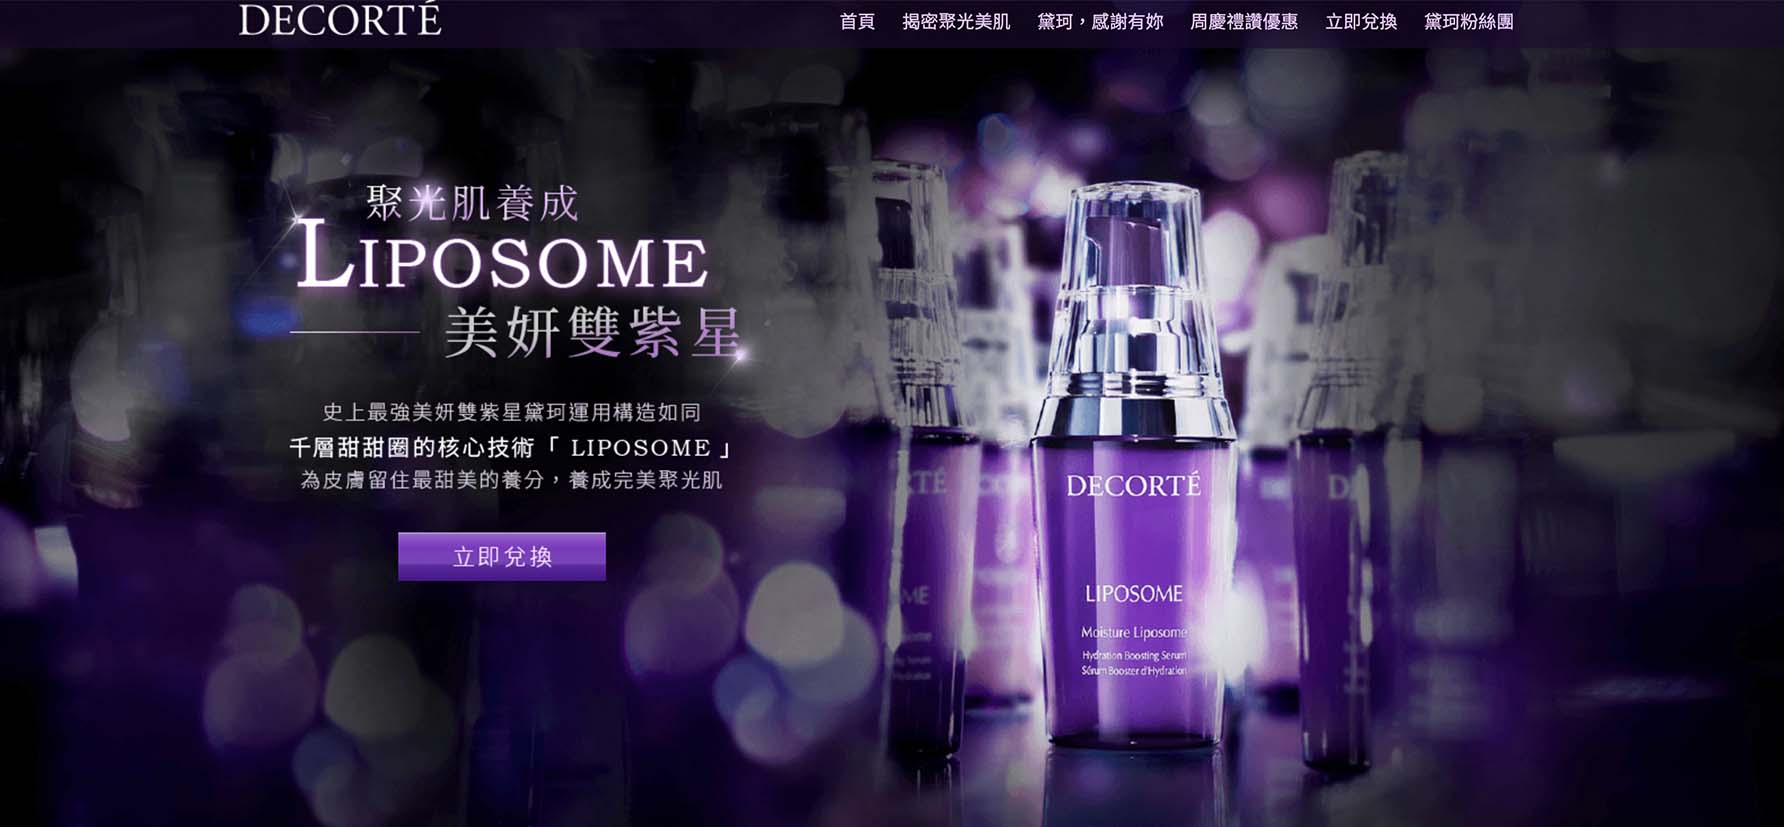 DECORTÉ
首頁 揭密聚光美肌 黛珂，感謝有妳 周慶禮讚優惠 立即兌換 黛珂粉絲團
聚光肌養成
LIPOSOME
美妍雙紫星
史上最強美妍雙紫星黛珂運用構造如同
千層甜甜圈的核心技術「 LIPOSOME 」
為皮膚留住最甜美的養分，養成完美聚光肌
立即兌換
DECORTÉ
LIPOSOME
Moisture Liposome
Hydration Boosting Serum
Sérum Booster d'Hydration